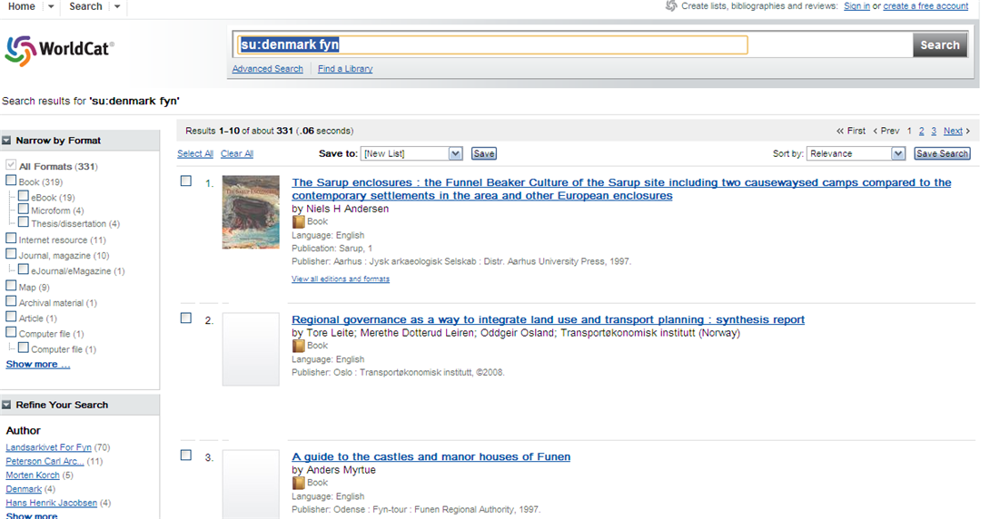 Home Search Create lists, bibliographies and reviews: Sign in or create a free account
WorldCat®
su:denmark fyn Search
Advanced Search Find a Library
Search results for 'su:denmark fyn'
Narrow by Format
All Formats (331)
Book (319)
eBook (19)
Microform (4)
Thesis/dissertation (4)
Internet resource (11)
Journal, magazine (10)
eJournal/eMagazine (1)
Map (9)
Archival material (1)
Article (1)
Computer file (1)
Computer file (1)
Show more ...
Refine Your Search
Author
Landsarkivet For Fyn (70)
Peterson Carl Arc... (11)
Morten Korch (5)
Denmark (4)
Hans Henrik Jacobsen (4)
Show more
Results 1-10 of about 331 (.06 seconds) « First ‹ Prev 1 2 3 Next ›
Select All Clear All Save to: [New List] Save Sort by: Relevance Save Search
1. The Sarup enclosures : the Funnel Beaker Culture of the Sarup site including two causewaysed camps compared to the
contemporary settlements in the area and other European enclosures
by Niels H Andersen
Book
Language: English
Publication: Sarup, 1
Publisher: Aarhus : Jysk arkaeologisk Selskab : Distr. Aarhus University Press, 1997.
View all editions and formats
2. Regional governance as a way to integrate land use and transport planning : synthesis report
by Tore Leite; Merethe Dotterud Leiren; Oddgeir Osland; Transportøkonomisk institutt (Norway)
Book
Language: English
Publisher: Oslo : Transportøkonomisk institutt, ©2008.
3. A guide to the castles and manor houses of Funen
by Anders Myrtue
Book
Language: English
Publisher: Odense : Fyn-tour : Funen Regional Authority, 1997.